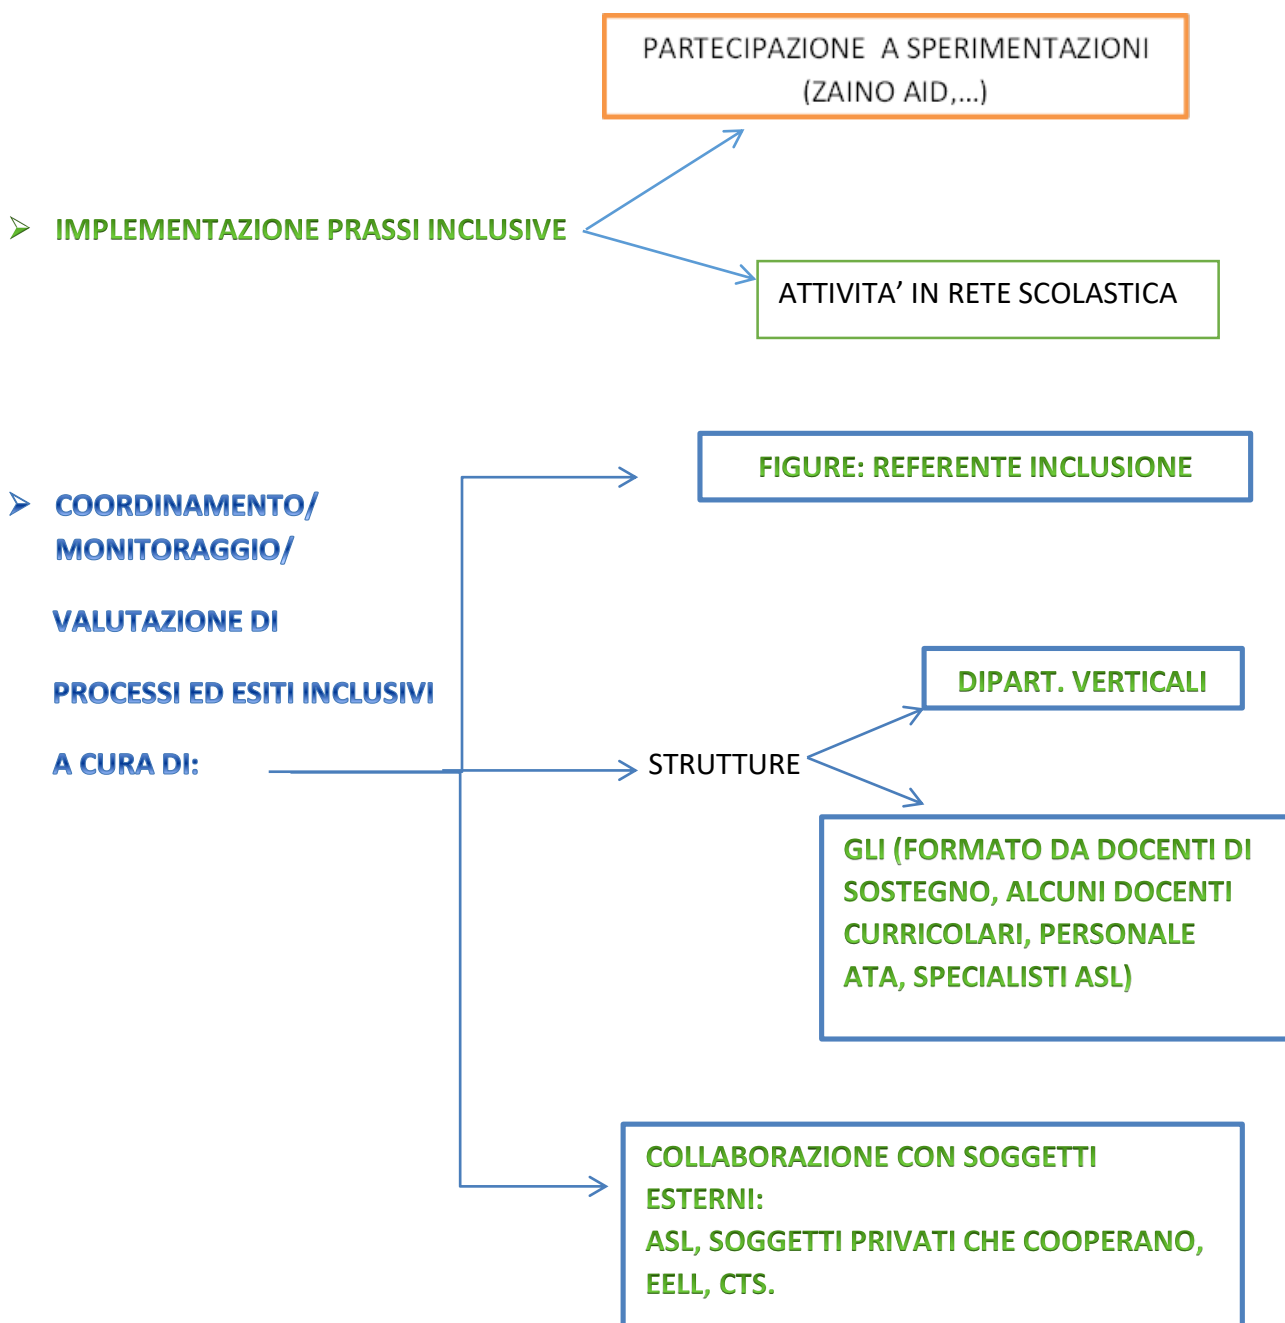 PARTECIPAZIONE A SPERIMENTAZIONI
(ZAINO AID,...)
➢ IMPLEMENTAZIONE PRASSI INCLUSIVE
ATTIVITA’ IN RETE SCOLASTICA
FIGURE: REFERENTE INCLUSIONE
➢ COORDINAMENTO/
MONITORAGGIO/
VALUTAZIONE DI
PROCESSI ED ESITI INCLUSIVI
A CURA DI:
DIPART. VERTICALI
STRUTTURE
GLI (FORMATO DA DOCENTI DI
SOSTEGNO, ALCUNI DOCENTI
CURRICOLARI, PERSONALE
ATA, SPECIALISTI ASL)
COLLABORAZIONE CON SOGGETTI
ESTERNI:
ASL, SOGGETTI PRIVATI CHE COOPERANO,
EELL, CTS.